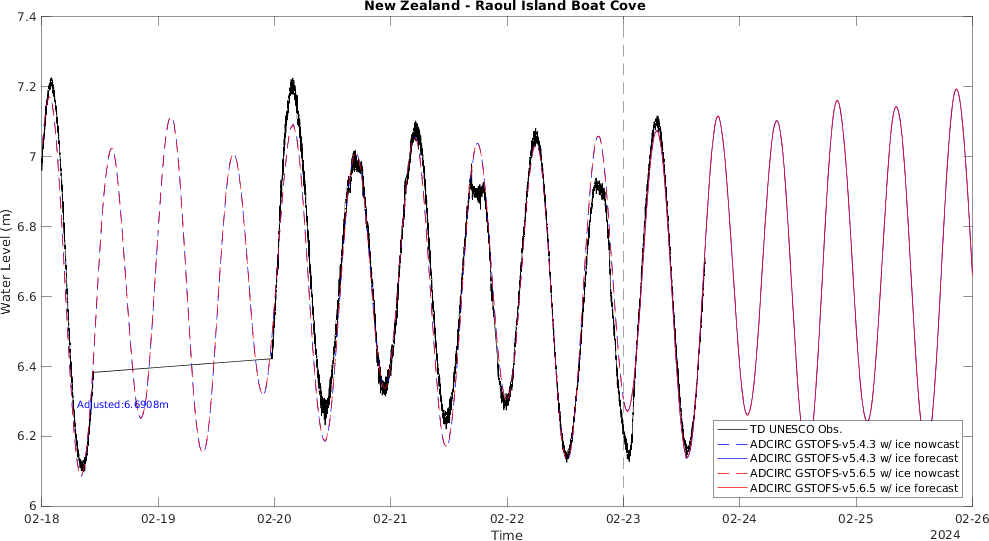 New Zealand - Raoul Island Boat Cove
7.4
7.2
7
6.8
6.6
6.4
6.2
6
Water Level (m)
Adjusted:6.6908m
TD UNESCO Obs.
ADCIRC GSTOFS-v5.4.3 w/ ice nowcast
ADCIRC GSTOFS-v5.4.3 w/ ice forecast
ADCIRC GSTOFS-v5.6.5 w/ ice nowcast
ADCIRC GSTOFS-v5.6.5 w/ ice forecast
02-18 02-19 02-20 02-21 02-22 02-23 02-24 02-25 02-26
Time
2024